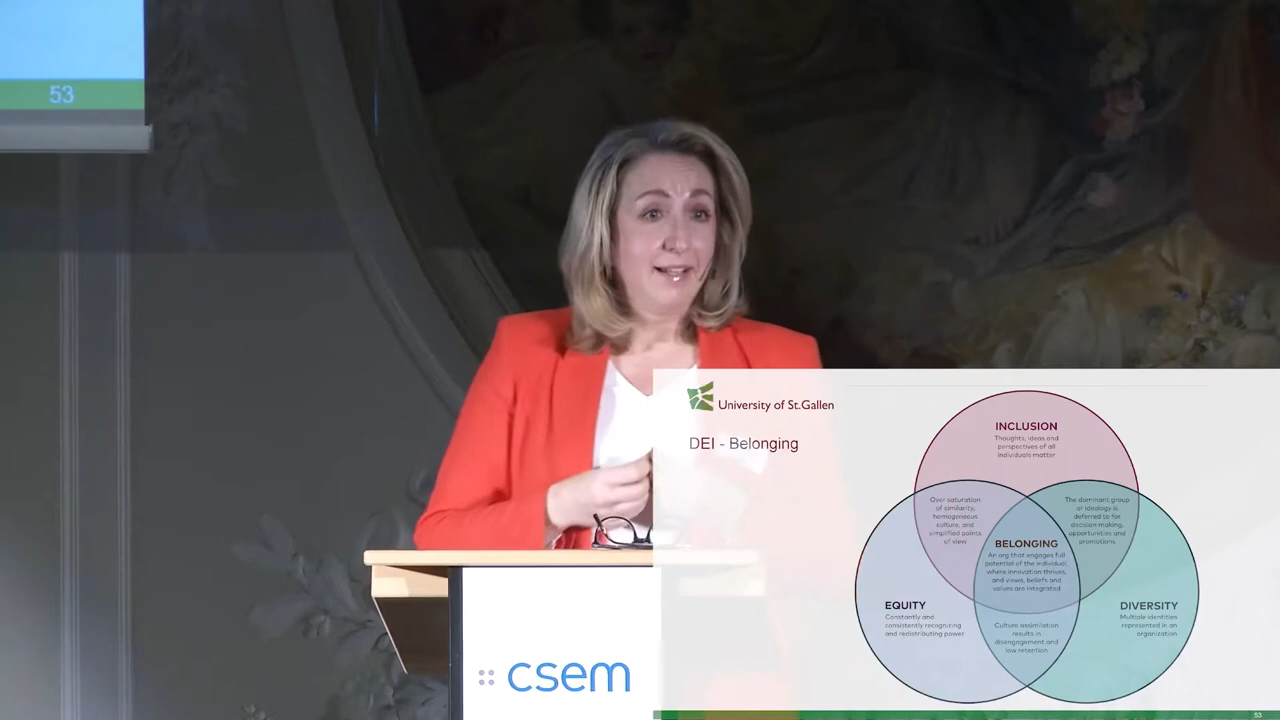 53
University of St.Gallen
DEI - Belonging
INCLUSION
Thoughts, ideas and
perspectives of all
individuals matter
Over saturation
of similarity,
homogeneous
culture, and
simplified points
of view
The dominant group
or ideology is
deferred to for
decision making,
opportunities and
promotions
BELONGING
An org that engages full
potential of the individual,
where innovation thrives,
and views, beliefs and
values are integrated
EQUITY
Constantly and
consistently recognizing
and redistributing power
DIVERSITY
Multiple identities
represented in an
organization
Culture assimilation
results in
disengngement and
low retention
csem
53